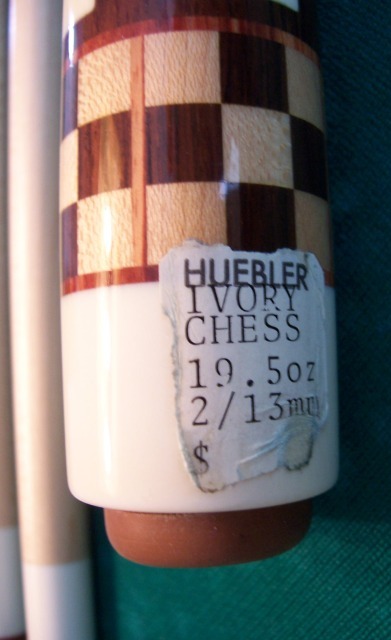 HUEBLER
IVORY
CHESS
19.5oz
2/13mm
$